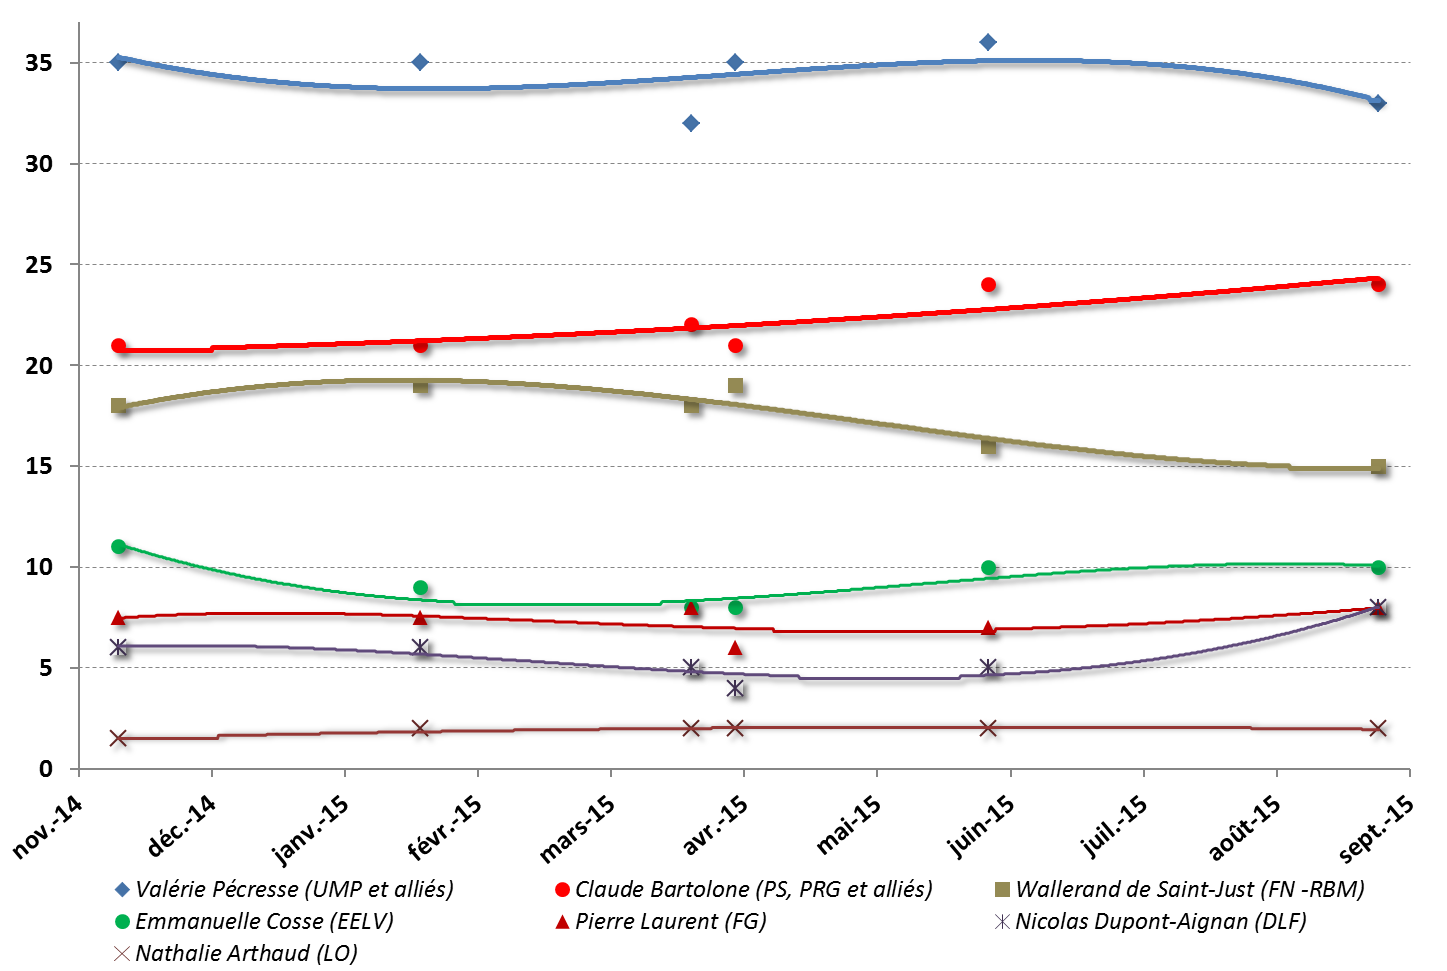 35
30
25
20
15
10
5
0
nov.-14 déc.-14 janv.-15 févr.-15 mars-15 avr.-15 mai-15 juin-15 juil.-15 août-15 sept.-15
Valérie Pécresse (UMP et alliés) Claude Bartolone (PS, PRG et alliés) Wallerand de Saint-Just (FN -RBM)
Emmanuelle Cosse (EELV) Pierre Laurent (FG) Nicolas Dupont-Aignan (DLF)
Nathalie Arthaud (LO)